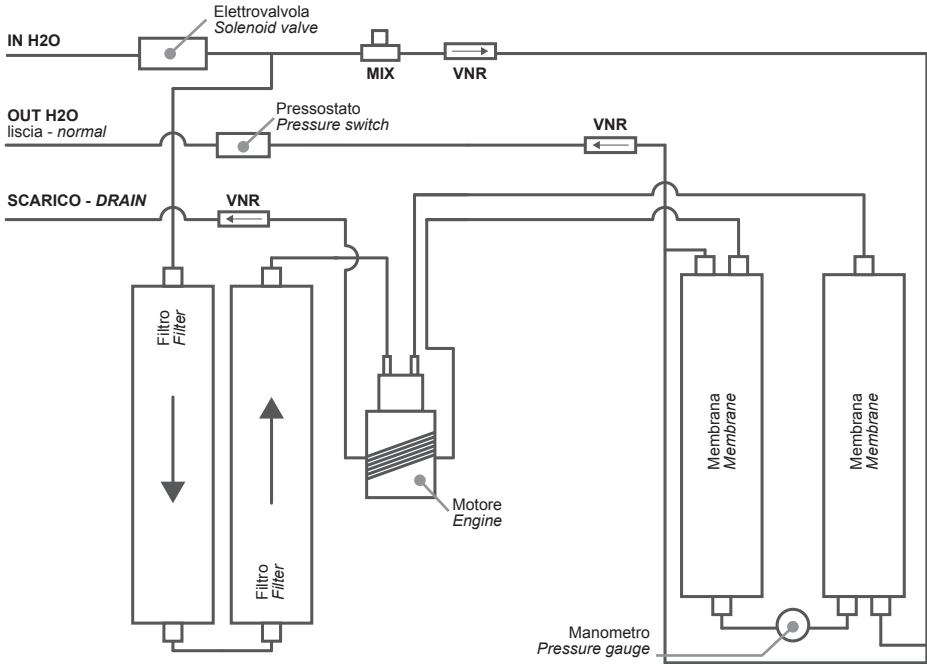 Elettrovalvola
Solenoid valve
IN H2O
MIX
VNR
OUT H2O
liscia - normal
Pressostato
Pressure switch
VNR
SCARICO - DRAIN
VNR
Filtro
Filter
Filtro
Filter
Motore
Engine
Membrana
Membrane
Membrana
Membrane
Manometro
Pressure gauge